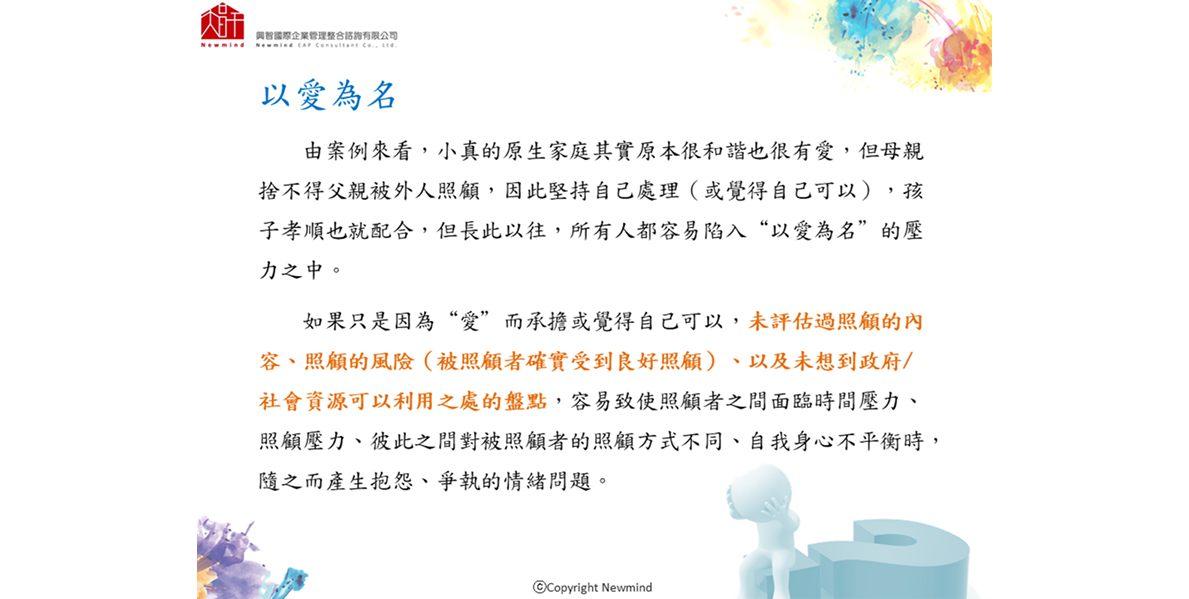 Newmind
興智國際企業管理整合諮詢有限公司
Newmind EAP Consultant Co., Ltd.
以愛為名
由案例來看，小真的原生家庭其實原本很和諧也很有愛，但母親
捨不得父親被外人照顧，因此堅持自己處理（或覺得自己可以），孩
子孝順也就配合，但長此以往，所有人都容易陷入“以愛為名”的壓
力之中。
如果只是因為“愛”而承擔或覺得自己可以，未評估過照顧的內
容、照顧的風險（被照顧者確實受到良好照顧）、以及未想到政府/
社會資源可以利用之處的盤點，容易致使照顧者之間面臨時間壓力、
照顧壓力、彼此之間對被照顧者的照顧方式不同、自我身心不平衡時，
隨之而產生抱怨、爭執的情緒問題。
©Copyright Newmind